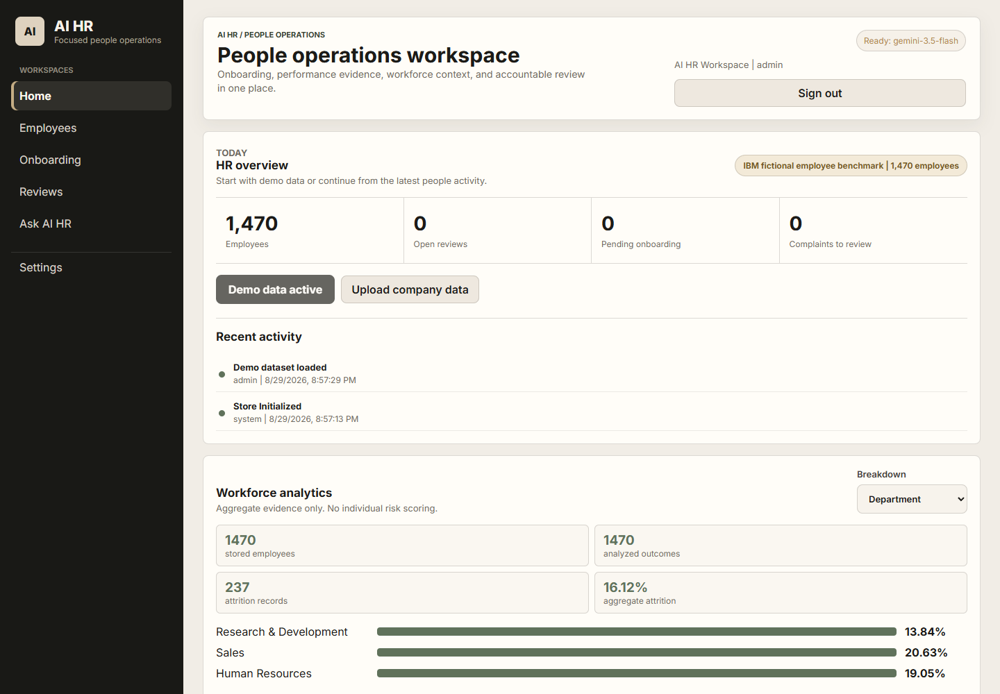 AI
AI HR
Focused people operations
WORKSPACES
Home
Employees
Onboarding
Reviews
Ask AI HR
Settings
AI HR / PEOPLE OPERATIONS
People operations workspace
Onboarding, performance evidence, workforce context, and accountable review
in one place.
Ready: gemini-3.5-flash
AI HR Workspace | admin
Sign out
TODAY
HR overview
Start with demo data or continue from the latest people activity.
IBM fictional employee benchmark | 1,470 employees
1,470
Employees
0
Open reviews
0
Pending onboarding
0
Complaints to review
Demo data active
Upload company data
Recent activity
Demo dataset loaded
admin | 8/29/2026, 8:57:29 PM
Store Initialized
system | 8/29/2026, 8:57:13 PM
Workforce analytics
Aggregate evidence only. No individual risk scoring.
Breakdown
Department
1470
stored employees
1470
analyzed outcomes
237
attrition records
16.12%
aggregate attrition
Research & Development 13.84%
Sales 20.63%
Human Resources 19.05%